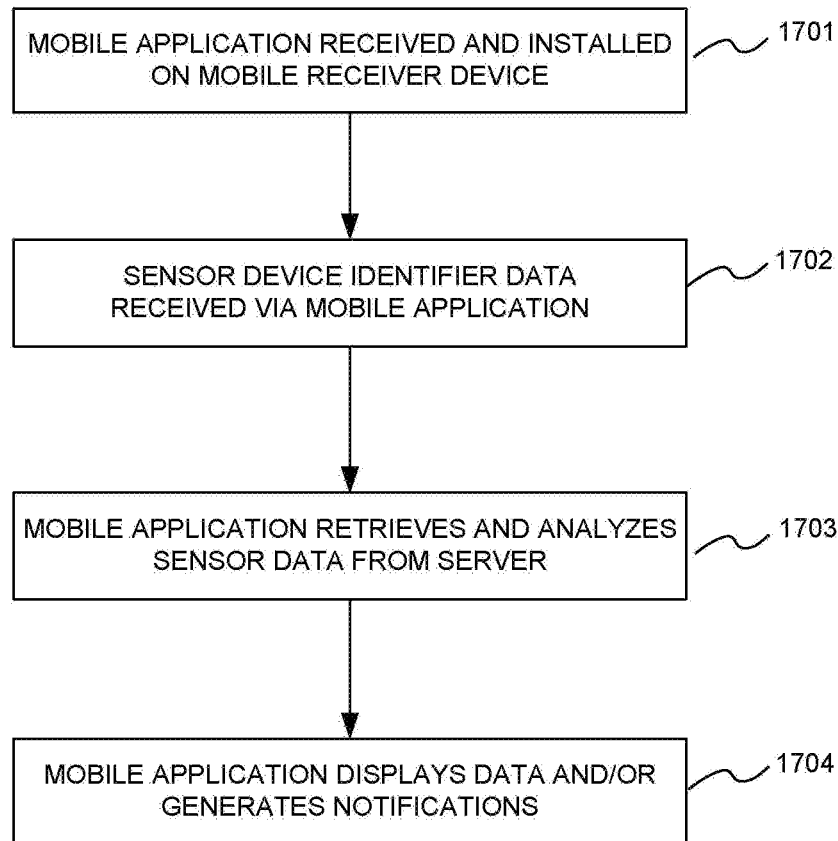 MOBILE APPLICATION RECEIVED AND INSTALLED
ON MOBILE RECEIVER DEVICE
1701
SENSOR DEVICE IDENTIFIER DATA
RECEIVED VIA MOBILE APPLICATION
1702
MOBILE APPLICATION RETRIEVES AND ANALYZES
SENSOR DATA FROM SERVER
1703
MOBILE APPLICATION DISPLAYS DATA AND/OR
GENERATES NOTIFICATIONS
1704